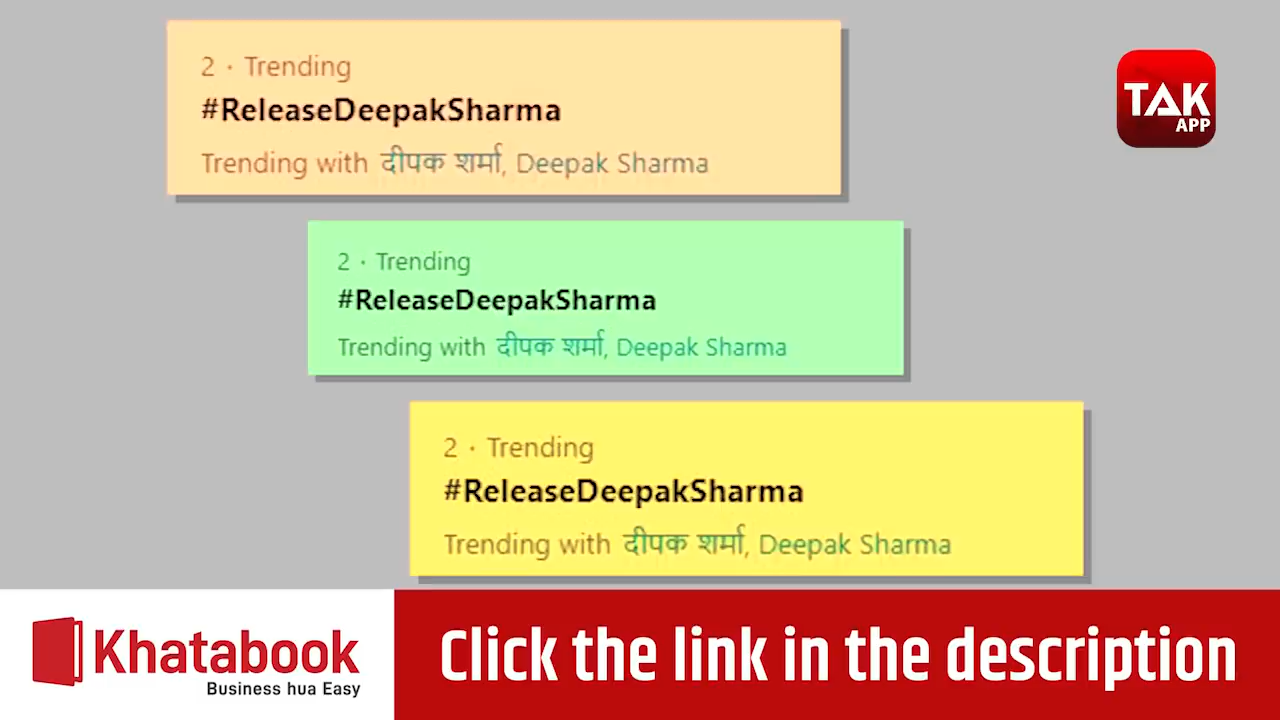 2 · Trending
#ReleaseDeepakSharma
Trending with दीपक शर्मा, Deepak Sharma
TAK
APP
2 · Trending
#ReleaseDeepakSharma
Trending with दीपक शर्मा, Deepak Sharma
2 · Trending
#ReleaseDeepakSharma
Trending with दीपक शर्मा, Deepak Sharma
Khatabook
Business hua Easy
Click the link in the description